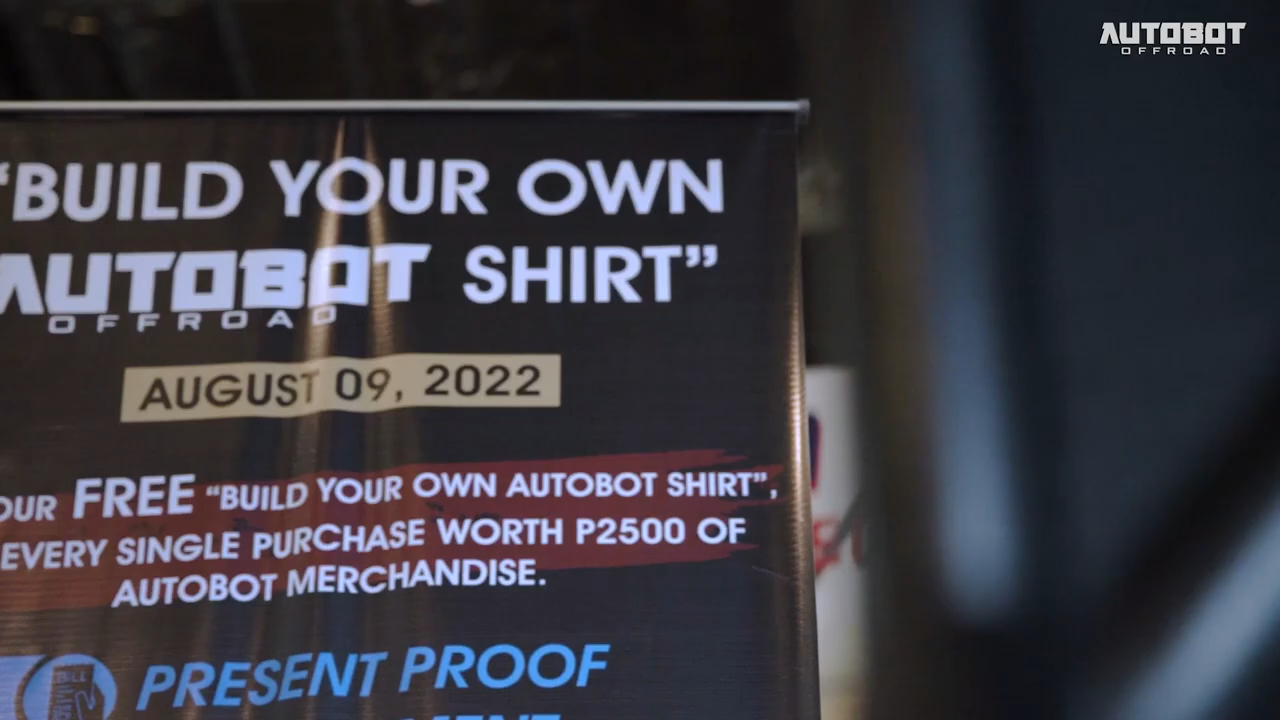 AUTOBOT
OFFROAD
“BUILD YOUR OWN
AUTOBOT SHIRT”
OFFROAD
AUGUST 09, 2022
FREE “BUILD YOUR OWN AUTOBOT SHIRT”,
EVERY SINGLE PURCHASE WORTH P2500 OF
AUTOBOT MERCHANDISE.
BILL
PRESENT PROOF